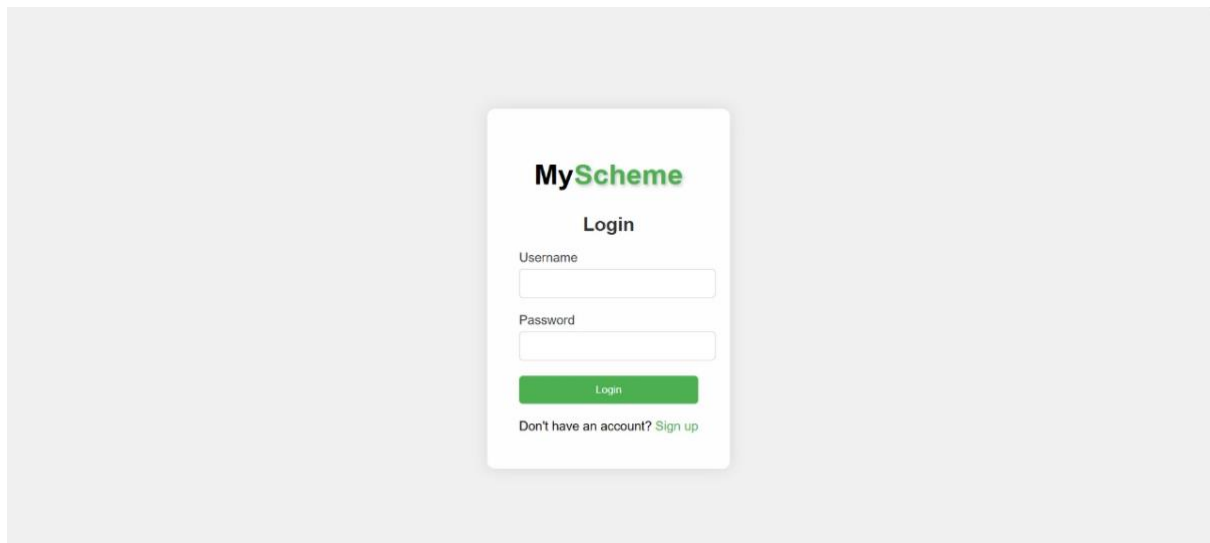 MyScheme
Login
Username
Password
Login
Don't have an account? Sign up